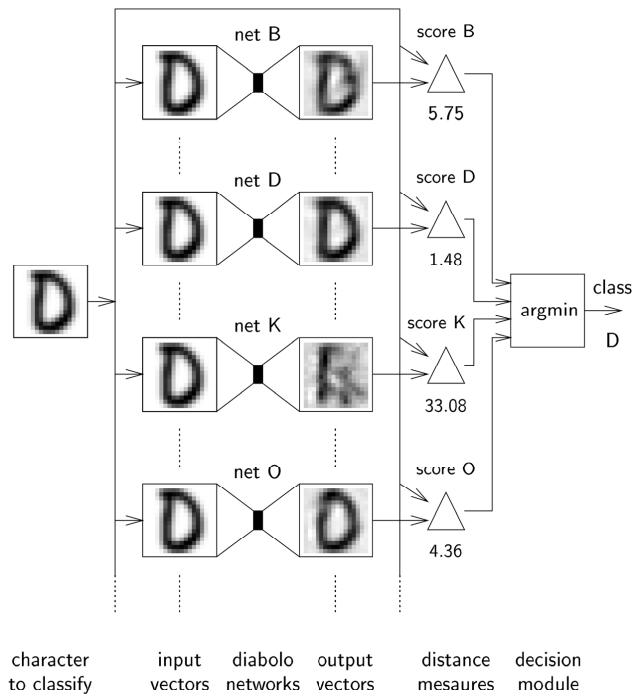 net B
score B
5.75
net D
score D
1.48
class
argmin
D
net K
score K
33.08
net O
score O
4.36
character
to classify
input
vectors
diabolo
networks
output
vectors
distance
mesaures
decision
module